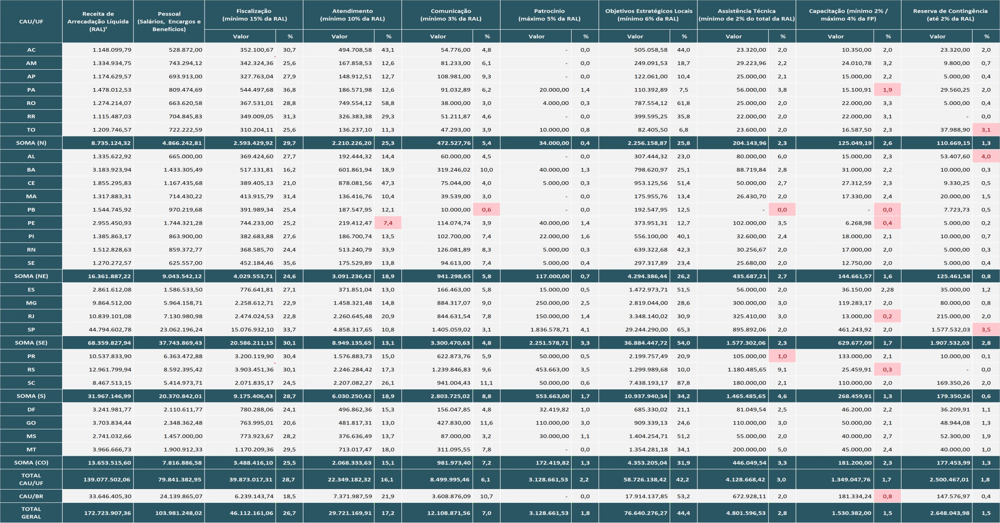 CAU/UF | Receita de Arrecadação Líquida (RAL)¹ | Pessoal (Salários, Encargos e Benefícios) | Fiscalização (mínimo 15% da RAL) | Atendimento (mínimo 10% da RAL) | Comunicação (mínimo 3% da RAL) | Patrocínio (máximo 5% da RAL) | Objetivos Estratégicos Locais (mínimo 6% da RAL) | Assistência Técnica (mínimo de 2% do total da RAL) | Capacitação (mínimo 2% / máximo 4% da FP) | Reserva de Contingência (até 2% da RAL)
Valor | % | Valor | % | Valor | % | Valor | % | Valor | % | Valor | % | Valor | % | Valor | %
AC | 1.148.099,79 | 528.872,00 | 352.100,67 | 30,7 | 494.708,58 | 43,1 | 54.776,00 | 4,8 | - | 0,0 | 505.058,58 | 44,0 | 23.320,00 | 2,0 | 10.350,00 | 2,0 | 23.320,00 | 2,0
AM | 1.334.934,75 | 743.294,12 | 342.324,36 | 25,6 | 167.858,53 | 12,6 | 81.233,00 | 6,1 | - | 0,0 | 249.091,53 | 18,7 | 29.223,96 | 2,2 | 24.010,78 | 3,2 | 9.800,00 | 0,7
AP | 1.174.629,57 | 693.913,00 | 327.763,04 | 27,9 | 148.912,51 | 12,7 | 108.981,00 | 9,3 | - | 0,0 | 122.061,00 | 10,4 | 25.000,00 | 2,1 | 15.000,00 | 2,2 | 5.000,00 | 0,4
PA | 1.478.012,53 | 809.474,69 | 544.497,68 | 36,8 | 186.571,98 | 12,6 | 91.032,89 | 6,2 | 20.000,00 | 1,4 | 110.392,89 | 7,5 | 56.000,00 | 3,8 | 15.100,91 | 1,9 | 29.560,25 | 2,0
RO | 1.274.214,07 | 663.620,58 | 367.531,01 | 28,8 | 749.554,12 | 58,8 | 38.000,00 | 3,0 | 4.000,00 | 0,3 | 787.554,12 | 61,8 | 25.000,00 | 2,0 | 22.000,00 | 3,3 | 5.000,00 | 0,4
RR | 1.115.487,03 | 704.845,83 | 349.009,05 | 31,3 | 326.383,38 | 29,3 | 51.211,87 | 4,6 | - | 0,0 | 399.595,25 | 35,8 | 22.000,00 | 2,0 | 22.000,00 | 3,1 | - | 0,0
TO | 1.209.746,57 | 722.222,59 | 310.204,11 | 25,6 | 136.237,10 | 11,3 | 47.293,00 | 3,9 | 10.000,00 | 0,8 | 82.405,50 | 6,8 | 23.600,00 | 2,0 | 16.587,50 | 2,3 | 37.988,90 | 3,1
SOMA (N) | 8.735.124,32 | 4.866.242,81 | 2.593.429,92 | 29,7 | 2.210.226,20 | 25,3 | 472.527,76 | 5,4 | 34.000,00 | 0,4 | 2.256.158,87 | 25,8 | 204.143,96 | 2,3 | 125.049,19 | 2,6 | 110.669,15 | 1,3
AL | 1.335.622,92 | 665.000,00 | 369.424,60 | 27,7 | 192.444,32 | 14,4 | 60.000,00 | 4,5 | - | 0,0 | 307.444,32 | 23,0 | 80.000,00 | 6,0 | 15.000,00 | 2,3 | 53.407,60 | 4,0
BA | 3.183.923,94 | 1.433.305,49 | 517.131,81 | 16,2 | 601.861,94 | 18,9 | 319.246,02 | 10,0 | 40.000,00 | 1,3 | 798.620,97 | 25,1 | 88.719,84 | 2,8 | 31.000,00 | 2,2 | 10.000,00 | 0,3
CE | 1.855.295,83 | 1.167.435,68 | 389.405,13 | 21,0 | 878.081,56 | 47,3 | 75.044,00 | 4,0 | 5.000,00 | 0,3 | 953.125,56 | 51,4 | 50.000,00 | 2,7 | 27.312,59 | 2,3 | 9.330,25 | 0,5
MA | 1.317.883,31 | 714.430,22 | 413.915,79 | 31,4 | 136.416,76 | 10,4 | 39.539,00 | 3,0 | - | 0,0 | 175.955,76 | 13,4 | 26.430,70 | 2,0 | 17.330,00 | 2,4 | 20.000,00 | 1,5
PB | 1.544.745,92 | 970.219,68 | 391.989,34 | 25,4 | 187.547,95 | 12,1 | 10.000,00 | 0,6 | - | 0,0 | 192.547,95 | 12,5 | - | 0,0 | - | 0,0 | 7.723,73 | 0,5
PE | 2.955.450,93 | 1.744.321,28 | 744.233,00 | 25,2 | 219.412,47 | 7,4 | 114.074,74 | 3,9 | 40.000,00 | 1,4 | 373.951,31 | 12,7 | 102.000,00 | 3,5 | 6.268,98 | 0,4 | 5.000,00 | 0,2
PI | 1.385.863,17 | 863.900,00 | 382.683,88 | 27,6 | 186.700,74 | 13,5 | 102.700,00 | 7,4 | 22.000,00 | 1,6 | 556.100,00 | 40,1 | 32.600,00 | 2,4 | 18.000,00 | 2,1 | 10.000,00 | 0,7
RN | 1.512.828,63 | 859.372,77 | 368.585,70 | 24,4 | 513.240,79 | 33,9 | 126.081,89 | 8,3 | 5.000,00 | 0,3 | 639.322,68 | 42,3 | 30.256,67 | 2,0 | 17.000,00 | 2,0 | 5.000,00 | 0,3
SE | 1.270.272,57 | 625.557,00 | 452.184,46 | 35,6 | 175.529,89 | 13,8 | 94.613,00 | 7,4 | 5.000,00 | 0,4 | 297.317,89 | 23,4 | 25.680,00 | 2,0 | 12.750,00 | 2,0 | 5.000,00 | 0,4
SOMA (NE) | 16.361.887,22 | 9.043.542,12 | 4.029.553,71 | 24,6 | 3.091.236,42 | 18,9 | 941.298,65 | 5,8 | 117.000,00 | 0,7 | 4.294.386,44 | 26,2 | 435.687,21 | 2,7 | 144.661,57 | 1,6 | 125.461,58 | 0,8
ES | 2.861.612,08 | 1.586.533,50 | 776.641,81 | 27,1 | 371.851,04 | 13,0 | 166.463,00 | 5,8 | 15.000,00 | 0,5 | 1.472.973,71 | 51,5 | 56.000,00 | 2,0 | 36.150,00 | 2,28 | 35.000,00 | 1,2
MG | 9.864.512,00 | 5.964.158,71 | 2.258.612,71 | 22,9 | 1.458.321,48 | 14,8 | 884.317,07 | 9,0 | 250.000,00 | 2,5 | 2.819.044,00 | 28,6 | 300.000,00 | 3,0 | 119.283,17 | 2,0 | 80.000,00 | 0,8
RJ | 10.839.101,08 | 7.130.980,98 | 2.474.024,53 | 22,8 | 2.260.645,48 | 20,9 | 844.631,54 | 7,8 | 150.000,00 | 1,4 | 3.348.140,02 | 30,9 | 325.410,00 | 3,0 | 13.000,00 | 0,2 | 215.000,00 | 2,0
SP | 44.794.602,78 | 23.062.196,24 | 15.076.932,10 | 33,7 | 4.858.317,65 | 10,8 | 1.405.059,02 | 3,1 | 1.836.578,71 | 4,1 | 29.244.290,00 | 65,3 | 895.892,06 | 2,0 | 461.243,92 | 2,0 | 1.577.532,03 | 3,5
SOMA (SE) | 68.359.827,94 | 37.743.869,43 | 20.586.211,15 | 30,1 | 8.949.135,65 | 13,1 | 3.300.470,63 | 4,8 | 2.251.578,71 | 3,3 | 36.884.447,72 | 54,0 | 1.577.302,06 | 2,3 | 629.677,09 | 1,7 | 1.907.532,03 | 2,8
PR | 10.537.833,90 | 6.363.472,88 | 3.200.119,90 | 30,4 | 1.576.883,73 | 15,0 | 622.873,76 | 5,9 | 50.000,00 | 0,5 | 2.199.757,49 | 20,9 | 105.000,00 | 1,0 | 133.000,00 | 2,1 | 10.000,00 | 0,1
RS | 12.961.799,94 | 8.592.395,42 | 3.903.451,36 | 30,1 | 2.246.284,42 | 17,3 | 1.239.846,83 | 9,6 | 453.663,00 | 3,5 | 1.299.989,68 | 10,0 | 1.180.485,65 | 9,1 | 25.459,91 | 0,3 | - | 0,0
SC | 8.467.513,15 | 5.414.973,71 | 2.071.835,17 | 24,5 | 2.207.082,27 | 26,1 | 941.004,43 | 11,1 | 50.000,00 | 0,6 | 7.438.193,17 | 87,8 | 180.000,00 | 2,1 | 110.000,00 | 2,0 | 169.350,26 | 2,0
SOMA (S) | 31.967.146,99 | 20.370.842,01 | 9.175.406,43 | 28,7 | 6.030.250,42 | 18,9 | 2.803.725,02 | 8,8 | 553.663,00 | 1,7 | 10.937.940,34 | 34,2 | 1.465.485,65 | 4,6 | 268.459,91 | 1,3 | 179.350,26 | 0,6
DF | 3.241.981,77 | 2.110.611,77 | 780.288,06 | 24,1 | 496.862,36 | 15,3 | 156.047,85 | 4,8 | 32.419,82 | 1,0 | 685.330,02 | 21,1 | 81.049,54 | 2,5 | 46.200,00 | 2,2 | 36.209,91 | 1,1
GO | 3.703.834,44 | 2.348.362,48 | 763.995,01 | 20,6 | 481.817,31 | 13,0 | 427.830,00 | 11,6 | 110.000,00 | 3,0 | 909.339,13 | 24,6 | 110.000,00 | 3,0 | 50.000,00 | 2,1 | 48.944,08 | 1,3
MS | 2.741.032,66 | 1.457.000,00 | 773.923,67 | 28,2 | 376.636,49 | 13,7 | 87.000,00 | 3,2 | 30.000,00 | 1,1 | 1.404.254,71 | 51,2 | 55.000,00 | 2,0 | 40.000,00 | 2,7 | 52.300,00 | 1,9
MT | 3.966.666,73 | 1.900.912,33 | 1.170.209,36 | 29,5 | 713.017,47 | 18,0 | 311.095,55 | 7,8 | - | 0,0 | 1.354.281,18 | 34,1 | 200.000,00 | 5,0 | 45.000,00 | 2,4 | 40.000,00 | 1,0
SOMA (CO) | 13.653.515,60 | 7.816.886,58 | 3.488.416,10 | 25,5 | 2.068.333,63 | 15,1 | 981.973,40 | 7,2 | 172.419,82 | 1,3 | 4.353.205,04 | 31,9 | 446.049,54 | 3,3 | 181.200,00 | 2,3 | 177.453,99 | 1,3
TOTAL CAU/UF | 139.077.502,06 | 79.841.382,95 | 39.873.017,31 | 28,7 | 22.349.182,32 | 16,1 | 8.499.995,46 | 6,1 | 3.128.661,53 | 2,2 | 58.726.138,42 | 42,2 | 4.128.668,42 | 3,0 | 1.349.047,76 | 1,7 | 2.500.467,01 | 1,8
CAU/BR | 33.646.405,30 | 24.139.865,07 | 6.239.143,74 | 18,5 | 7.371.987,59 | 21,9 | 3.608.876,09 | 10,7 | - | 0,0 | 17.914.137,85 | 53,2 | 672.928,11 | 2,0 | 181.334,24 | 0,8 | 147.576,97 | 0,4
TOTAL GERAL | 172.723.907,36 | 103.981.248,02 | 46.112.161,06 | 26,7 | 29.721.169,91 | 17,2 | 12.108.871,56 | 7,0 | 3.128.661,53 | 1,8 | 76.640.276,27 | 44,4 | 4.801.596,53 | 2,8 | 1.530.382,00 | 1,5 | 2.648.043,98 | 1,5